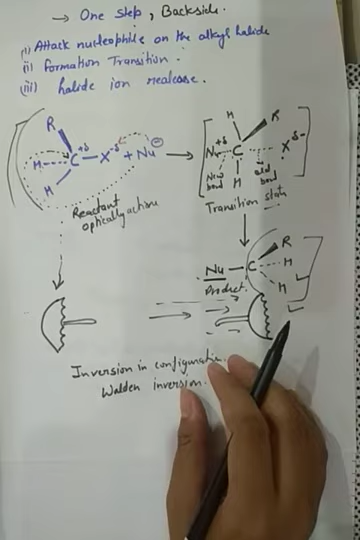 → One step, Backside.
(i) Attack nucleophile on the alkyl halide
(ii) Formation Transition.
(iii) halide ion realease.
R
H C +δ X δ- + Nu ⊖
H
Reactant
optically active
H R
Nu C X δ-
H
New bond
old bond
Transition state
Nu C R
H
H
Product.
Inversion in configuration.
Walden inversion.